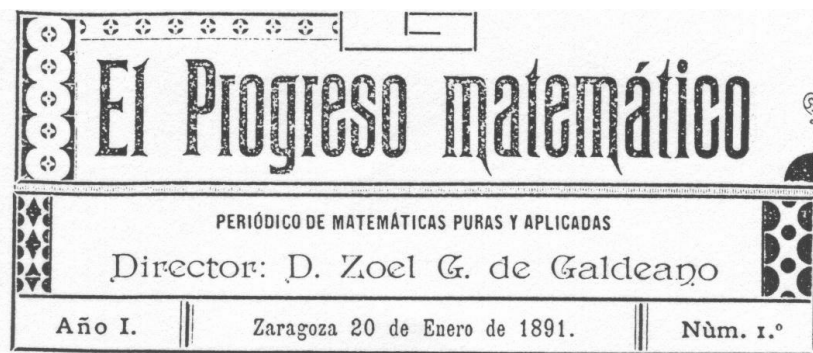 El Progreso matemático
PERIÓDICO DE MATEMÁTICAS PURAS Y APLICADAS
Director: D. Zoel G. de Galdeano
Año I.
Zaragoza 20 de Enero de 1891.
Nùm. 1.º